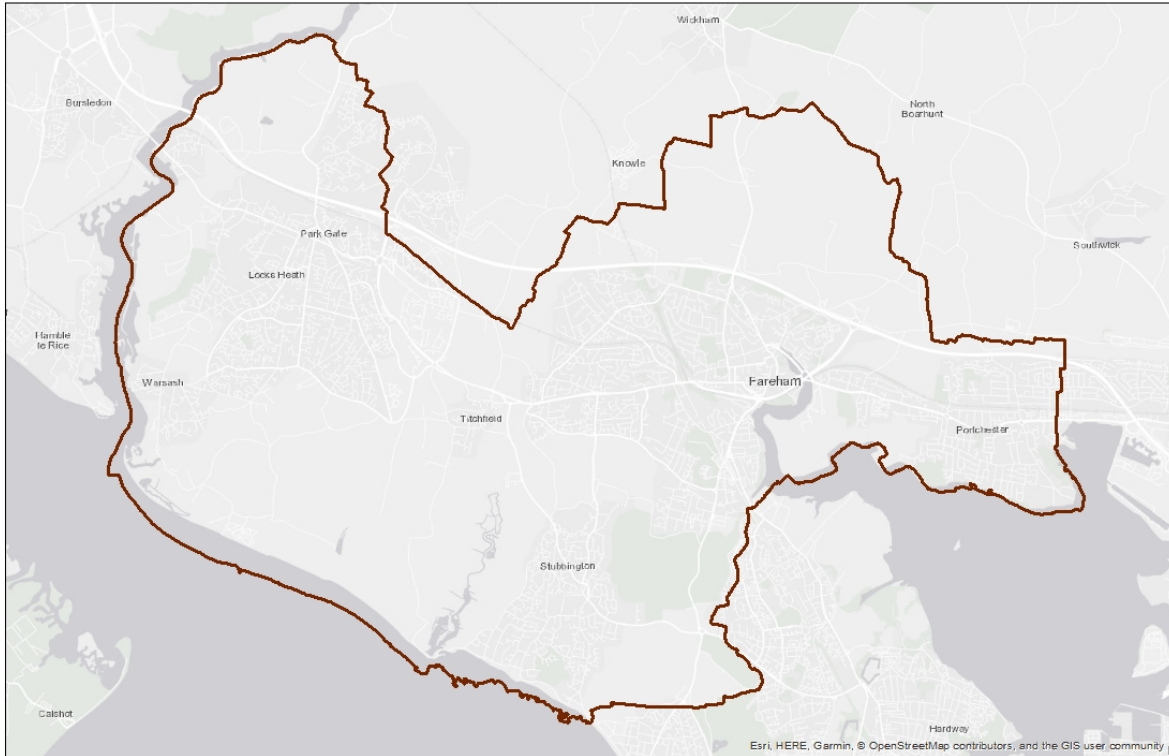 Wickham
Bursledon
North
Boarhunt
Knowle
Park Gate
Southwick
Locks Heath
Hamble
le Rice
Warsash
Fareham
Titchfield
Portchester
Stubbington
Calshot
Hardway
Esri, HERE, Garmin, © OpenStreetMap contributors, and the GIS user community